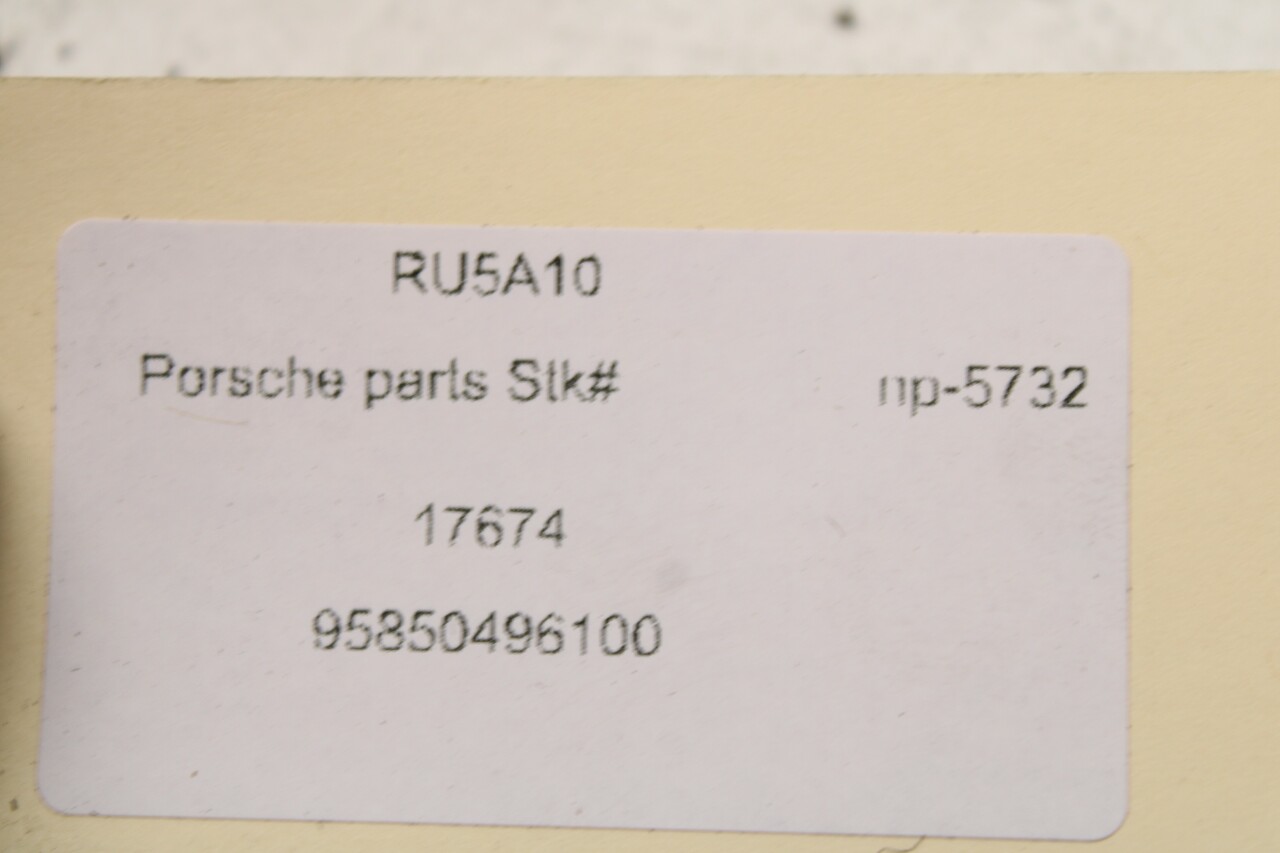 RU5A10
Porsche parts Stk# np-5732
17674
95850496100